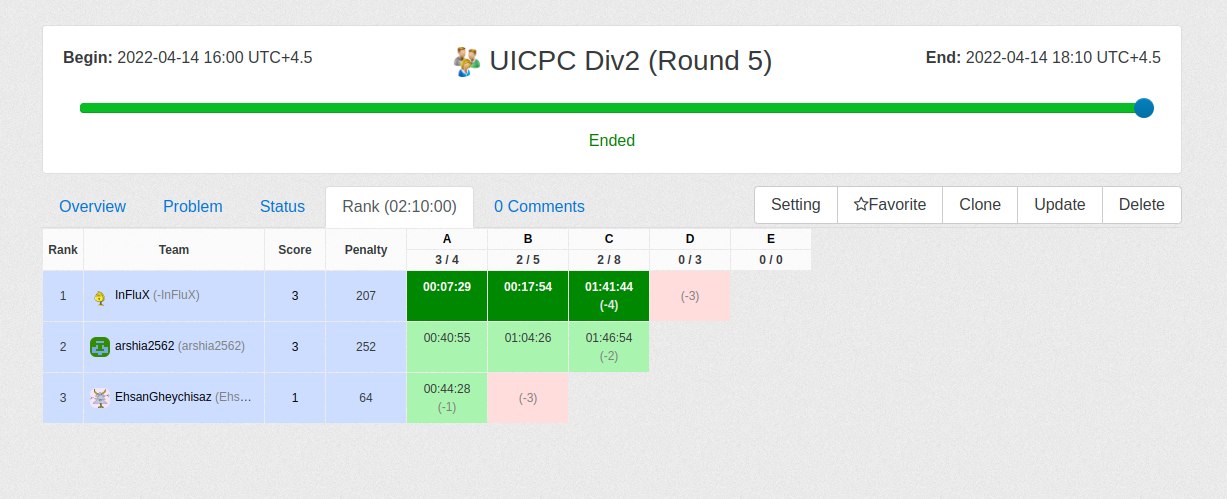 Begin: 2022-04-14 16:00 UTC+4.5
UICPC Div2 (Round 5)
End: 2022-04-14 18:10 UTC+4.5
Ended
Overview Problem Status Rank (02:10:00) 0 Comments
Setting Favorite Clone Update Delete
Rank Team Score Penalty A B C D E
3 / 4 2 / 5 2 / 8 0 / 3 0 / 0
1 InFluX (-InFluX) 3 207 00:07:29 00:17:54 01:41:44 (-4) (-3)
2 arshia2562 (arshia2562) 3 252 00:40:55 01:04:26 01:46:54 (-2)
3 EhsanGheychisaz (Ehs... 1 64 00:44:28 (-1) (-3)